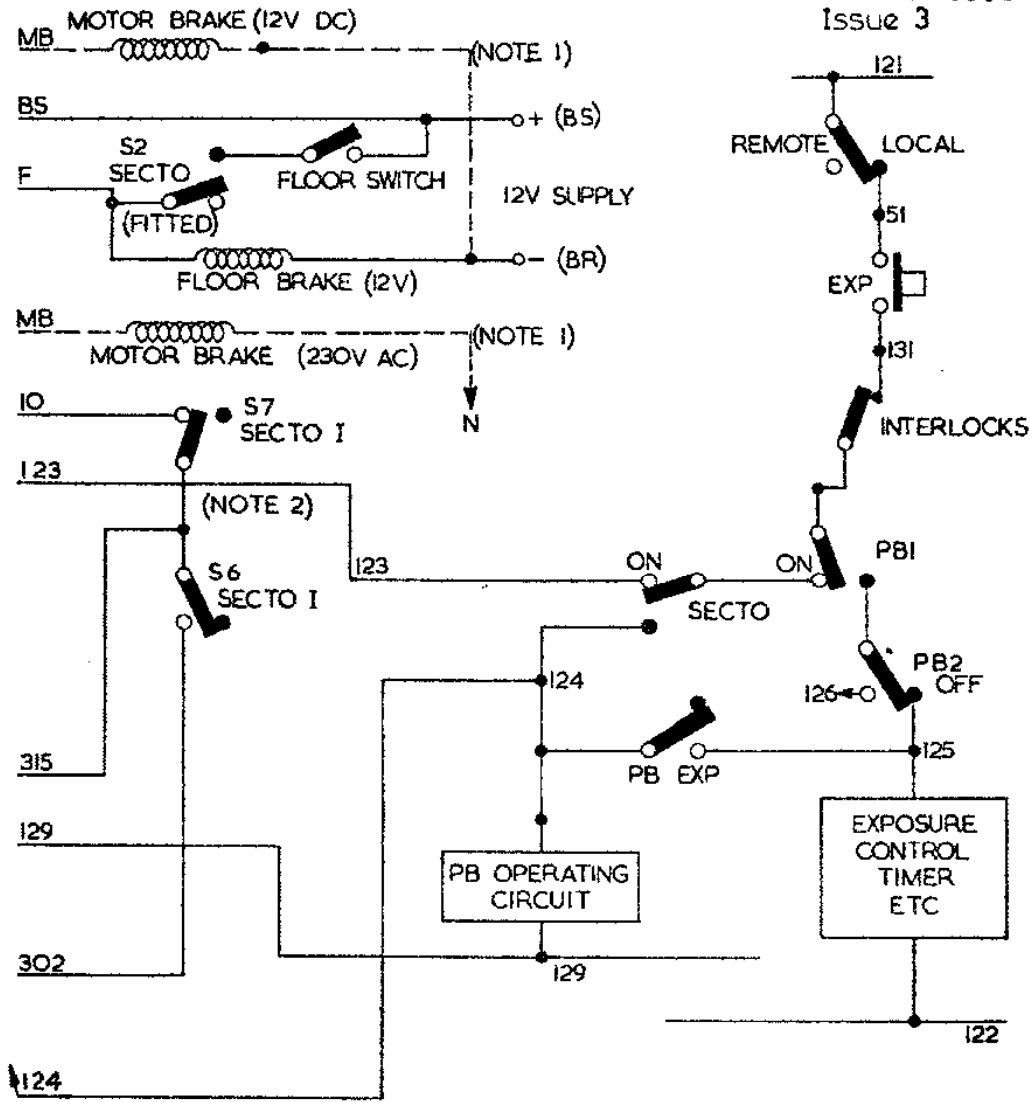 Issue 3
MOTOR BRAKE (12V DC)
MB
(NOTE 1)
121
BS
+ (BS)
REMOTE
LOCAL
S2
SECTO
FLOOR SWITCH
F
12V SUPPLY
(FITTED)
51
- (BR)
FLOOR BRAKE (12V)
EXP
MB
(NOTE 1)
MOTOR BRAKE (230V AC)
131
N
10
S7
SECTO I
INTERLOCKS
123
(NOTE 2)
S6
SECTO I
123
ON
SECTO
ON
PB1
124
PB2
OFF
126
PB EXP
125
315
129
PB OPERATING
CIRCUIT
EXPOSURE
CONTROL
TIMER
ETC
302
129
122
124